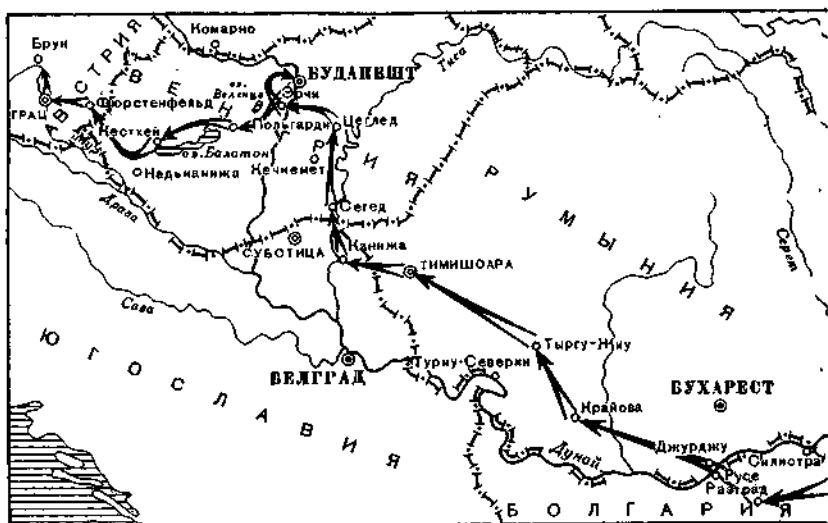 Брун
Комарно
АВСТРИЯ
ВЕНГРИЯ
БУДАПЕШТ
Тиса
оз. Веленце
ГРАЦ
Фюрстенфельд
Кестхей
Польгарди
Цеглед
оз. Балатон
Кечкемет
Надьканижа
Мур
Драва
Сегед
РУМЫНИЯ
СУБОТИЦА
Канижа
Серет
ТИМИШОАРА
Сава
ЮГОСЛАВИЯ
БЕЛГРАД
Турну-Северин
Тыргу-Жиу
БУХАРЕСТ
Крайова
Дунай
Джурджу
Силистра
Русе
Разград
БОЛГАРИЯ